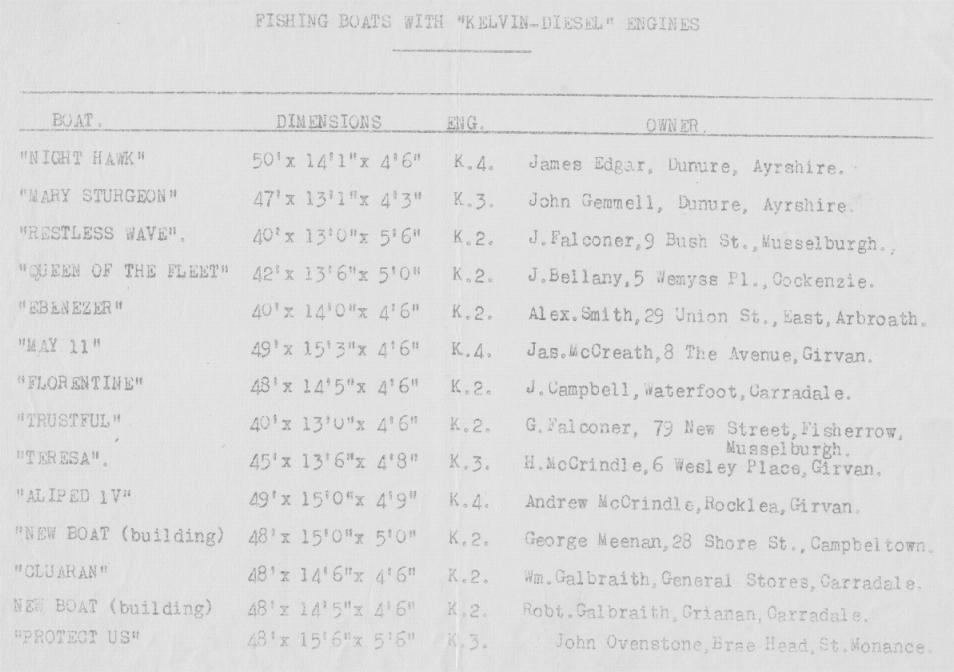 FISHING BOATS WITH "KELVIN-DIESEL" ENGINES
BOAT. DIMENSIONS ENG. OWNER.
"NIGHT HAWK" 50'x 14'1"x 4'6" K.4. James Edgar, Dunure, Ayrshire.
"MARY STURGEON" 47'x 13'1"x 4'3" K.3. John Gemmell, Dunure, Ayrshire.
"RESTLESS WAVE". 40'x 13'0"x 5'6" K.2. J.Falconer,9 Bush St.,Musselburgh.,
"QUEEN OF THE FLEET" 42'x 13'6"x 5'0" K.2. J.Bellany,5 Wemyss Pl.,Cockenzie.
"EBENEZER" 40'x 14'0"x 4'6" K.2. Alex.Smith,29 Union St.,East,Arbroath.
"MAY 11" 49'x 15'3"x 4'6" K.4. Jas.McCreath,8 The Avenue,Girvan.
"FLORENTINE" 48'x 14'5"x 4'6" K.2. J.Campbell,Waterfoot,Carradale.
"TRUSTFUL" 40'x 13'0"x 4'6" K.2. G.Falconer, 79 New Street,Fisherrow,
Musselburgh.
"TERESA". 45'x 13'6"x 4'8" K.3. H.McCrindle,6 Wesley Place,Girvan.
"ALIPED 1V" 49'x 15'0"x 4'9" K.4. Andrew McCrindle,Rocklea,Girvan.
"NEW BOAT (building) 48'x 15'0"x 5'0" K.2. George Meenan,28 Shore St.,Campbeltown.
"CLUARAN" 48'x 14'6"x 4'6" K.2. Wm.Galbraith,General Stores,Carradale.
NEW BOAT (building) 48'x 14'5"x 4'6" K.2. Robt.Galbraith,Grianan,Carradale.
"PROTECT US" 48'x 15'6"x 5'6" K.3. John Ovenstone,Brae Head,St.Monance.